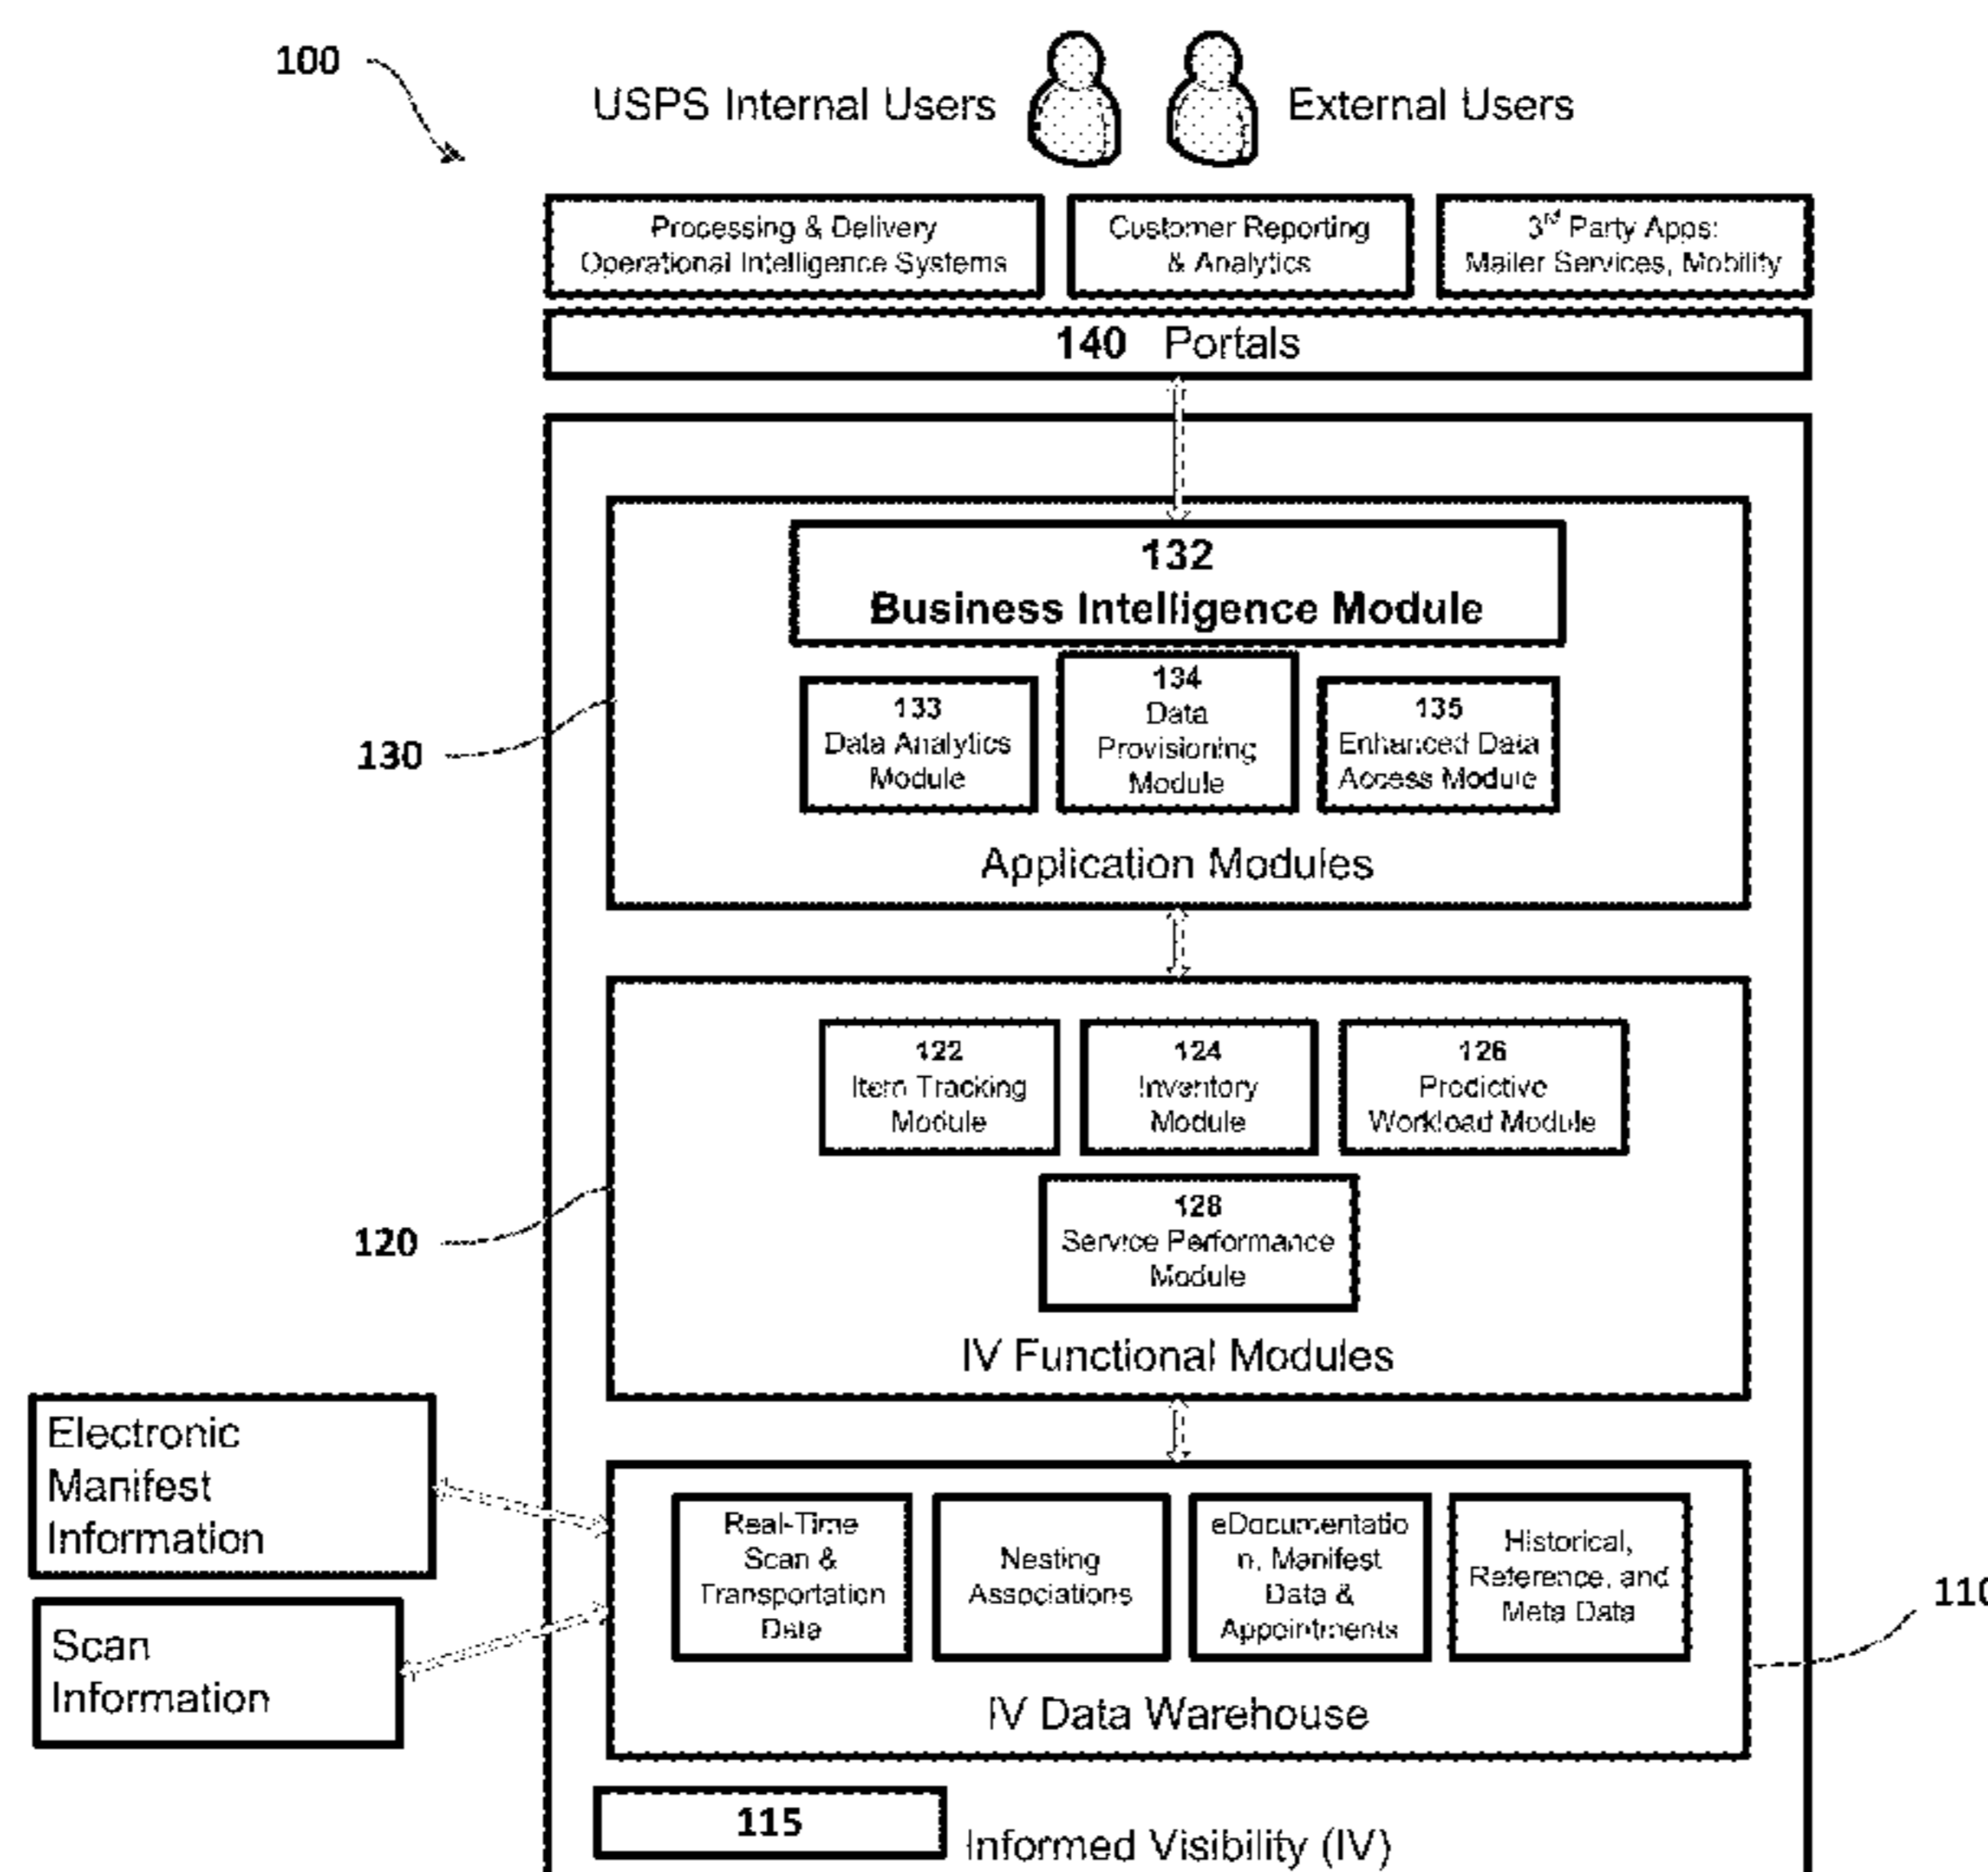 100
USPS Internal Users
External Users
Processing & Delivery
Operational Intelligence Systems
Customer Reporting
& Analytics
3rd Party Apps:
Mailer Services, Mobility
140 Portals
132
Business Intelligence Module
133
Data Analytics
Module
134
Data
Provisioning
Module
135
Enhanced Data
Access Module
130
Application Modules
122
Item Tracking
Module
124
Inventory
Module
126
Predictive
Workload Module
128
Service Performance
Module
120
IV Functional Modules
Electronic
Manifest
Information
Scan
Information
Real-Time
Scan &
Transportation
Data
Nesting
Associations
eDocumentatio
n, Manifest
Data &
Appointments
Historical,
Reference, and
Meta Data
110
IV Data Warehouse
115
Informed Visibility (IV)